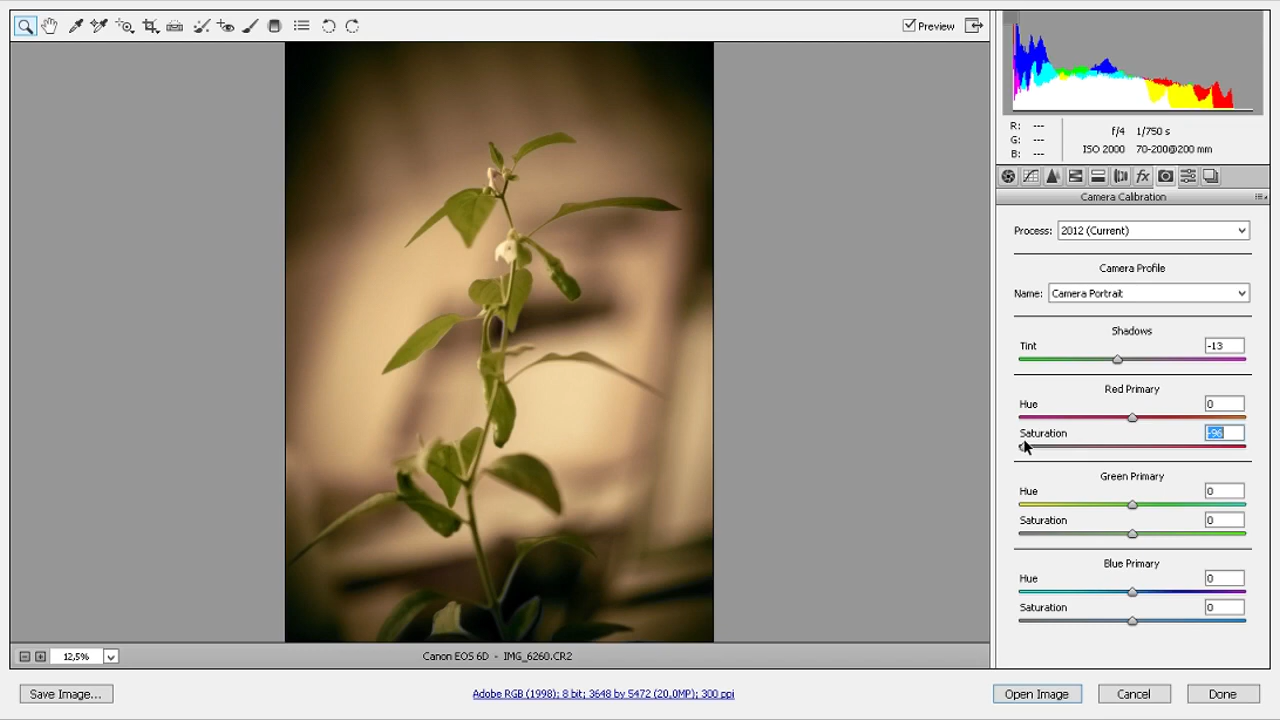 Preview
R: ---
G: ---
B: ---
f/4 1/750 s
ISO 2000 70-200@200 mm
fx
Camera Calibration
Process: 2012 (Current)
Camera Profile
Name: Camera Portrait
Shadows
Tint -13
Red Primary
Hue 0
Saturation -96
Green Primary
Hue 0
Saturation 0
Blue Primary
Hue 0
Saturation 0
12,5%
Canon EOS 6D - IMG_6260.CR2
Save Image...
Adobe RGB (1998); 8 bit; 3648 by 5472 (20.0MP); 300 ppi
Open Image
Cancel
Done